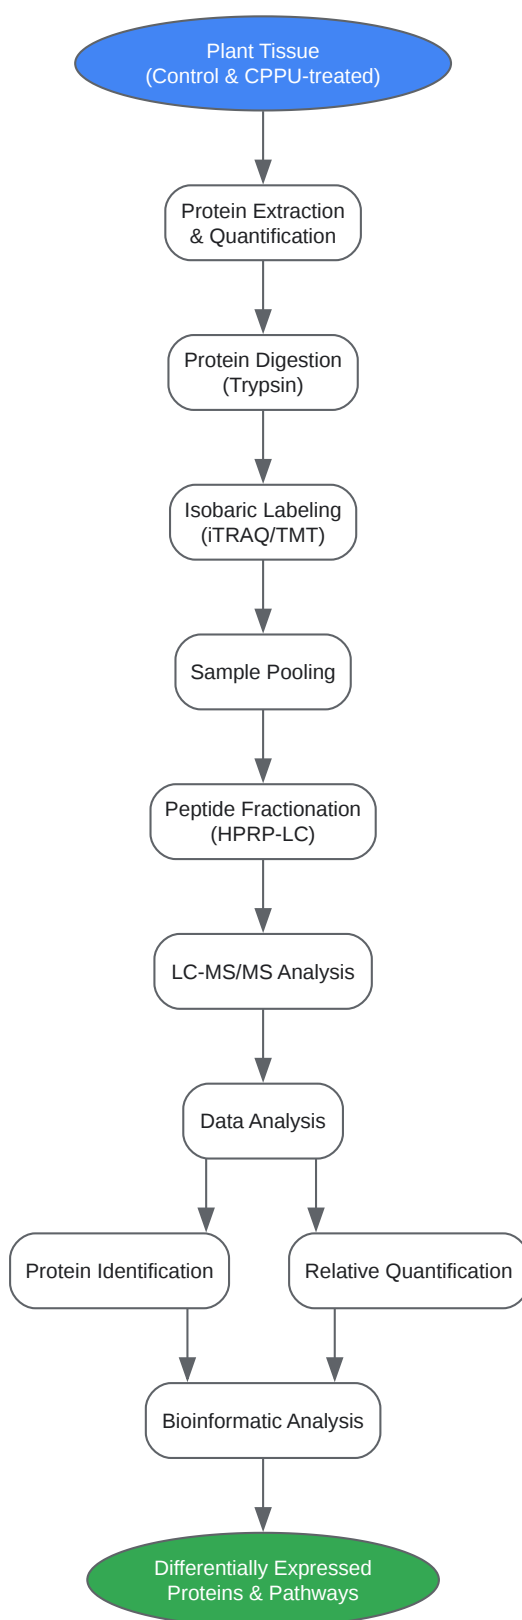 Plant Tissue
(Control & CPPU-treated)
Protein Extraction
& Quantification
Protein Digestion
(Trypsin)
Isobaric Labeling
(iTRAQ/TMT)
Sample Pooling
Peptide Fractionation
(HPRP-LC)
LC-MS/MS Analysis
Data Analysis
Protein Identification
Relative Quantification
Bioinformatic Analysis
Differentially Expressed
Proteins & Pathways